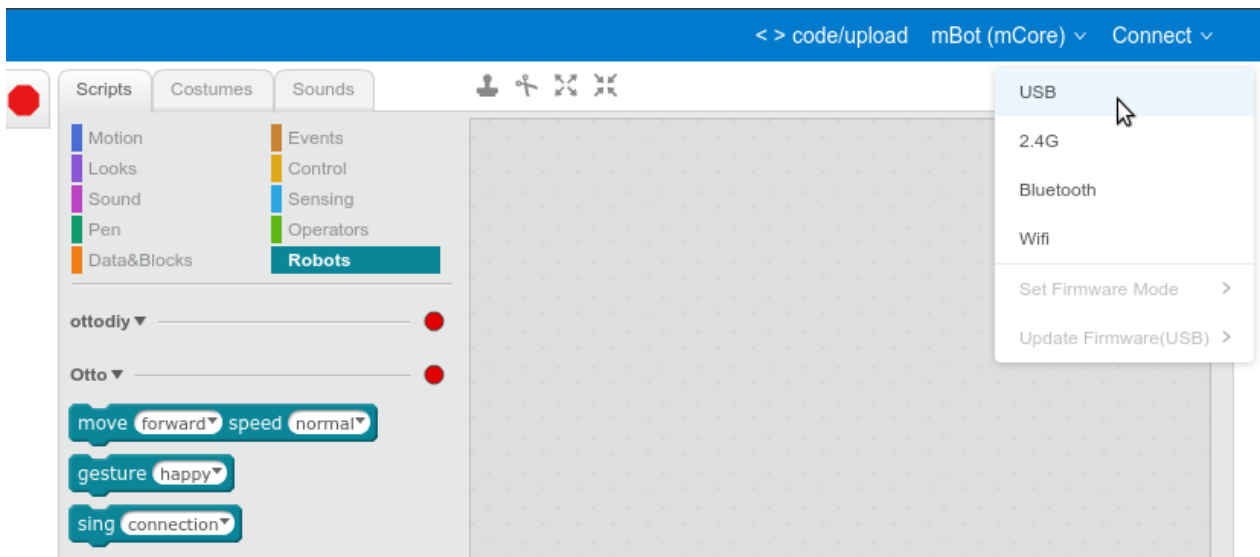 < > code/upload mBot (mCore) Connect
Scripts Costumes Sounds
Motion Events
Looks Control
Sound Sensing
Pen Operators
Data&Blocks Robots
ottodiy
Otto
move forward speed normal
gesture happy
sing connection
USB
2.4G
Bluetooth
Wifi
Set Firmware Mode >
Update Firmware(USB) >